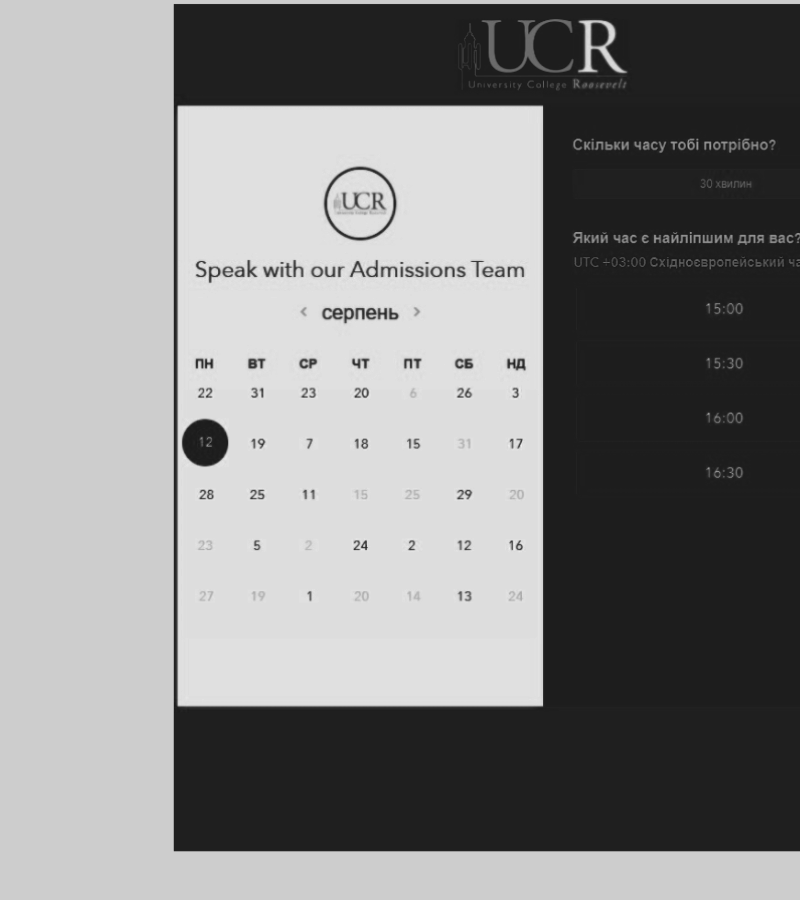 UCR
University College Roosevelt
UCR
Speak with our Admissions Team
‹ серпень ›
ПН ВТ СР ЧТ ПТ СБ НД
22 31 23 20 6 26 3
12 19 7 18 15 31 17
28 25 11 15 25 29 20
23 5 2 24 2 12 16
27 19 1 20 14 13 24
Скільки часу тобі потрібно?
30 хвилин
Який час є найліпшим для вас?
UTC +03:00 Східноєвропейський ча
15:00
15:30
16:00
16:30